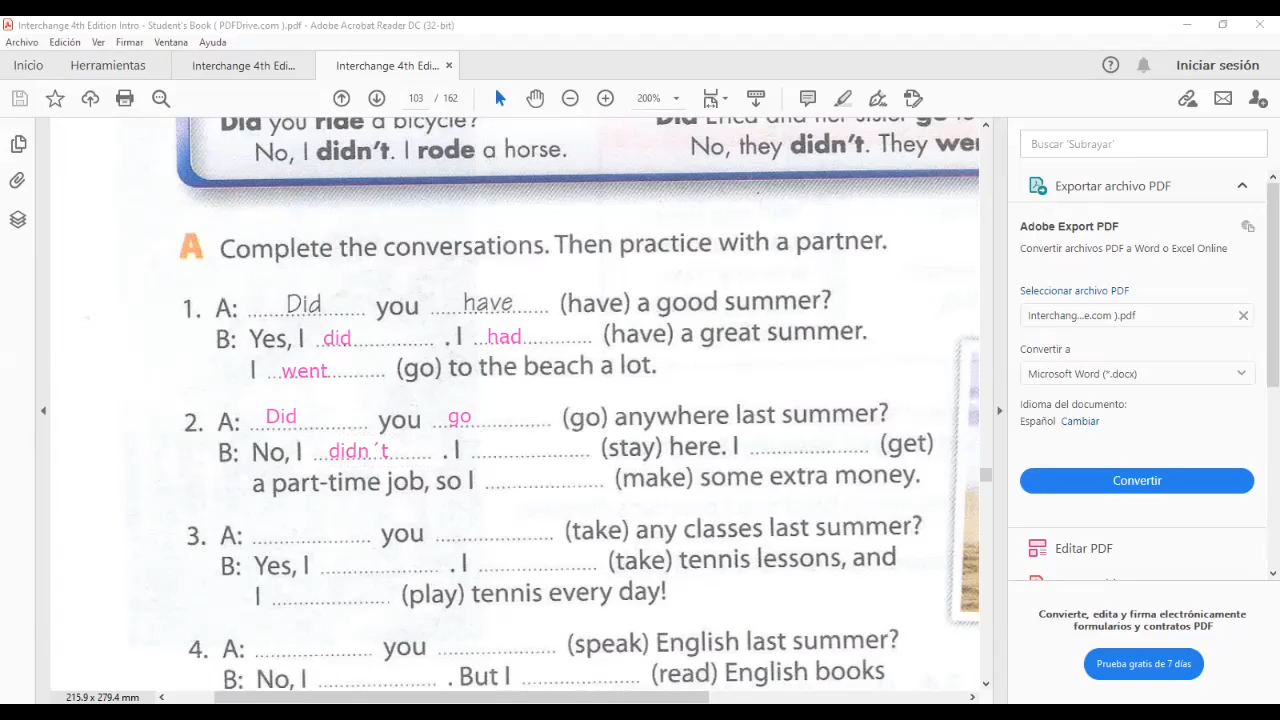 Interchange 4th Edition Intro - Student's Book ( PDFDrive.com ).pdf - Adobe Acrobat Reader DC (32-bit)
Archivo Edición Ver Firmar Ventana Ayuda
Inicio Herramientas Interchange 4th Edi... Interchange 4th Edi... × Iniciar sesión
103 / 162 200%
Did you ride a bicycle?
No, I didn't. I rode a horse.
No, they didn't. They
Buscar 'Subrayar'
Exportar archivo PDF
Adobe Export PDF
Convertir archivos PDF a Word o Excel Online
Seleccionar archivo PDF
Interchang...e.com ).pdf
Convertir a
Microsoft Word (*.docx)
Idioma del documento:
Español Cambiar
Convertir
Editar PDF
Convierte, edita y firma electrónicamente
formularios y contratos PDF
Prueba gratis de 7 días
A Complete the conversations. Then practice with a partner.
1. A: Did you have (have) a good summer?
B: Yes, I did . I had (have) a great summer.
I went (go) to the beach a lot.
2. A: Did you go (go) anywhere last summer?
B: No, I didn´t . I (stay) here. I (get)
a part-time job, so I (make) some extra money.
3. A: you (take) any classes last summer?
B: Yes, I . I (take) tennis lessons, and
I (play) tennis every day!
4. A: you (speak) English last summer?
B: No, I . But I (read) English books
215.9 x 279.4 mm